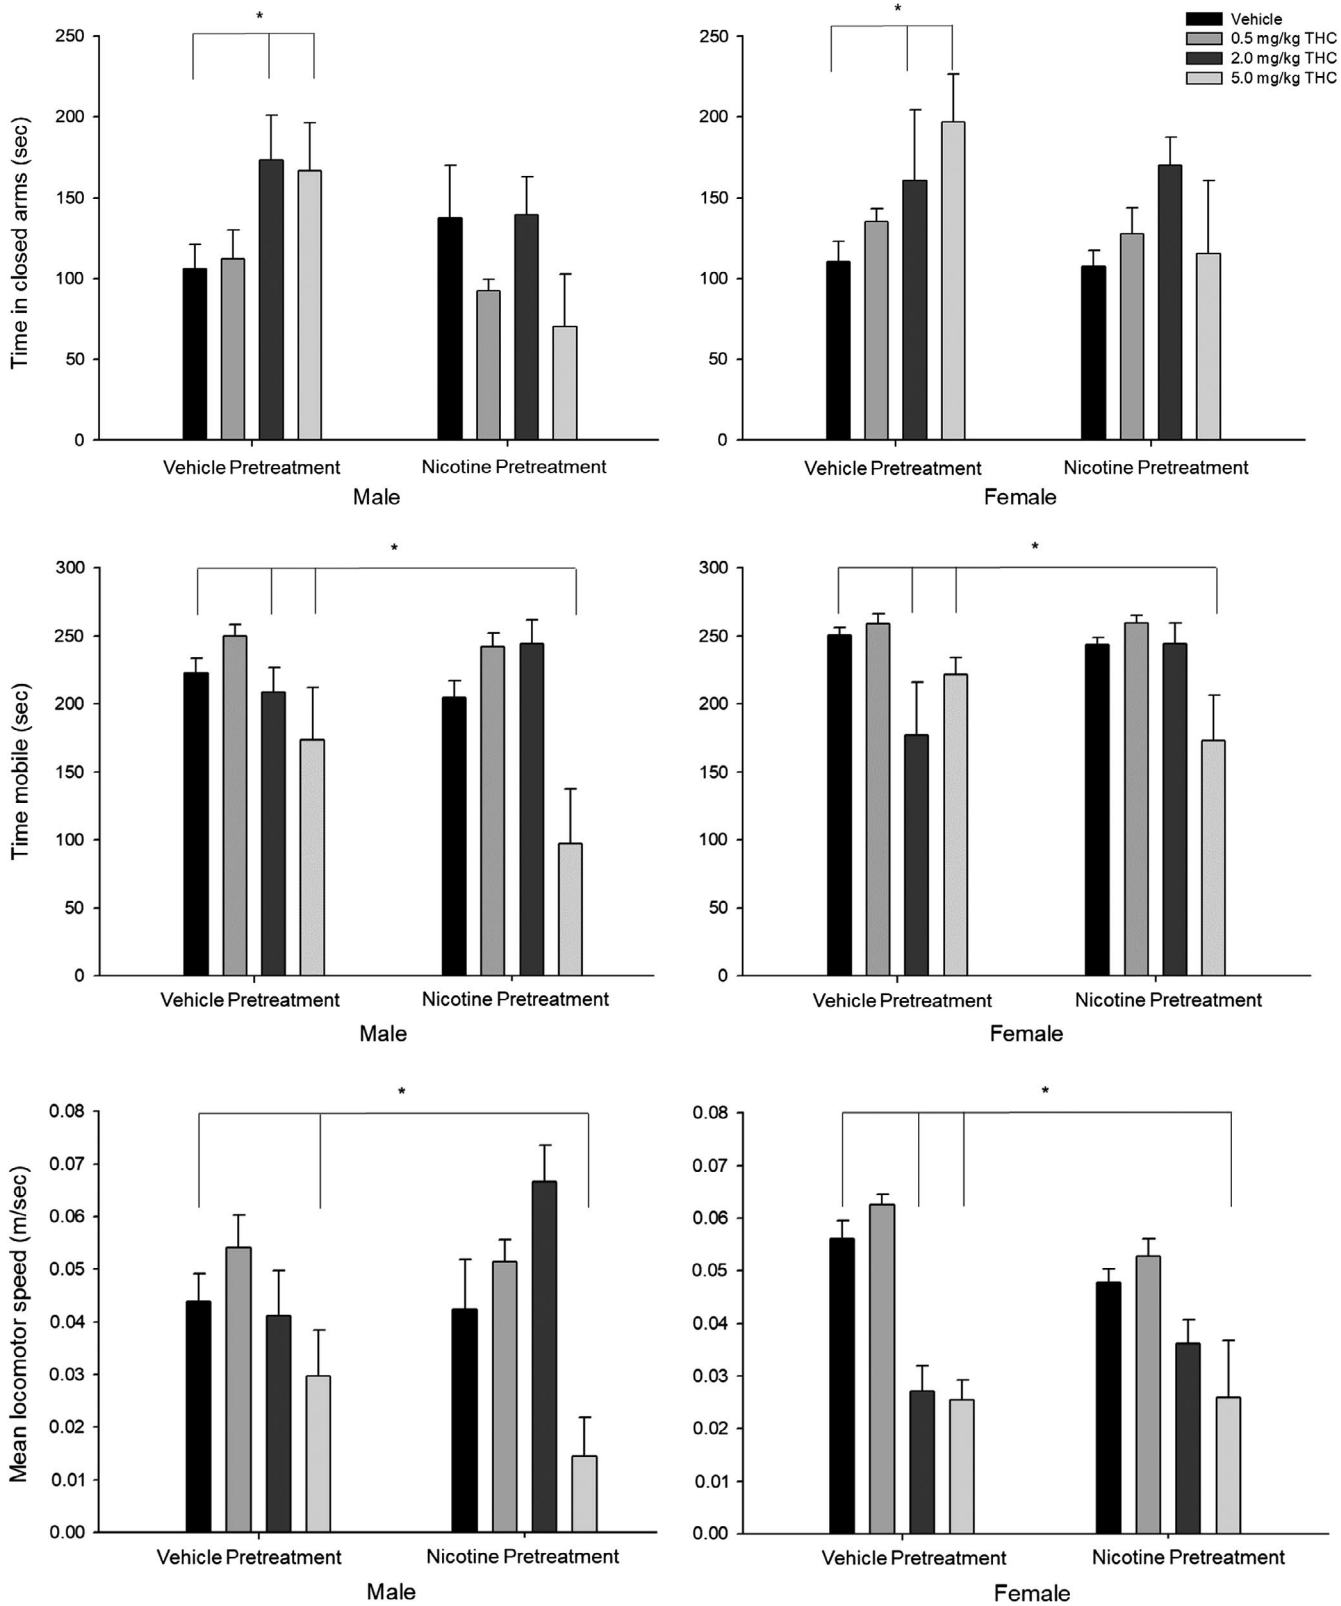 *
250
200
150
100
50
0
Time in closed arms (sec)
Vehicle Pretreatment
Nicotine Pretreatment
Male
*
250
200
150
100
50
0
Vehicle Pretreatment
Nicotine Pretreatment
Female
Vehicle
0.5 mg/kg THC
2.0 mg/kg THC
5.0 mg/kg THC
*
300
250
200
150
100
50
0
Time mobile (sec)
Vehicle Pretreatment
Nicotine Pretreatment
Male
*
300
250
200
150
100
50
0
Vehicle Pretreatment
Nicotine Pretreatment
Female
*
0.08
0.07
0.06
0.05
0.04
0.03
0.02
0.01
0.00
Mean locomotor speed (m/sec)
Vehicle Pretreatment
Nicotine Pretreatment
Male
*
0.08
0.07
0.06
0.05
0.04
0.03
0.02
0.01
0.00
Vehicle Pretreatment
Nicotine Pretreatment
Female